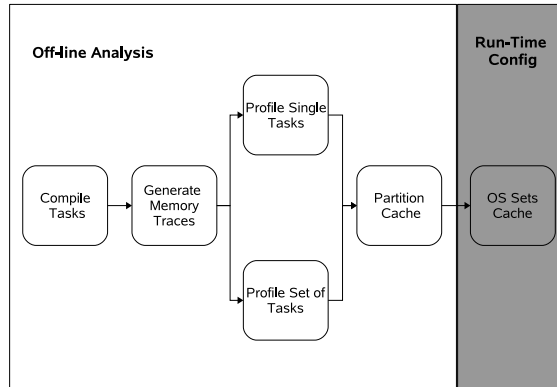 Off-line Analysis
Run-Time
Config
Profile Single
Tasks
Compile
Tasks
Generate
Memory
Traces
Partition
Cache
OS Sets
Cache
Profile Set of
Tasks